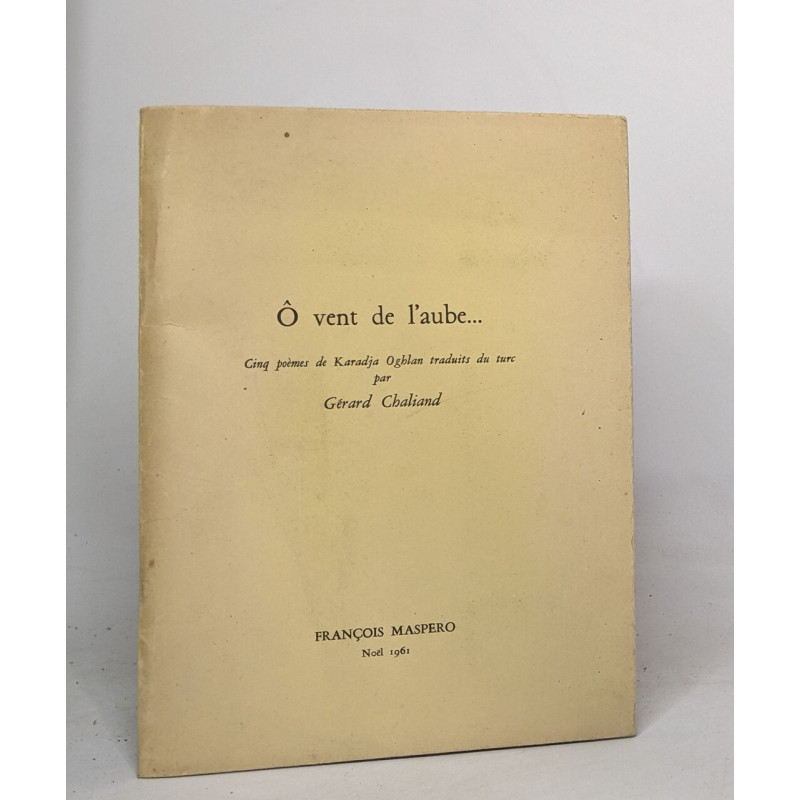 Ô vent de l'aube...
Cinq poèmes de Karadja Oghlan traduits du turc
par
Gérard Chaliand
FRANÇOIS MASPERO
Noël 1961